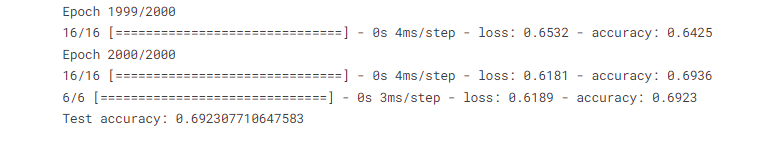 Epoch 1999/2000
16/16 [==============================] - 0s 4ms/step - loss: 0.6532 - accuracy: 0.6425
Epoch 2000/2000
16/16 [==============================] - 0s 4ms/step - loss: 0.6181 - accuracy: 0.6936
6/6 [==============================] - 0s 3ms/step - loss: 0.6189 - accuracy: 0.6923
Test accuracy: 0.692307710647583